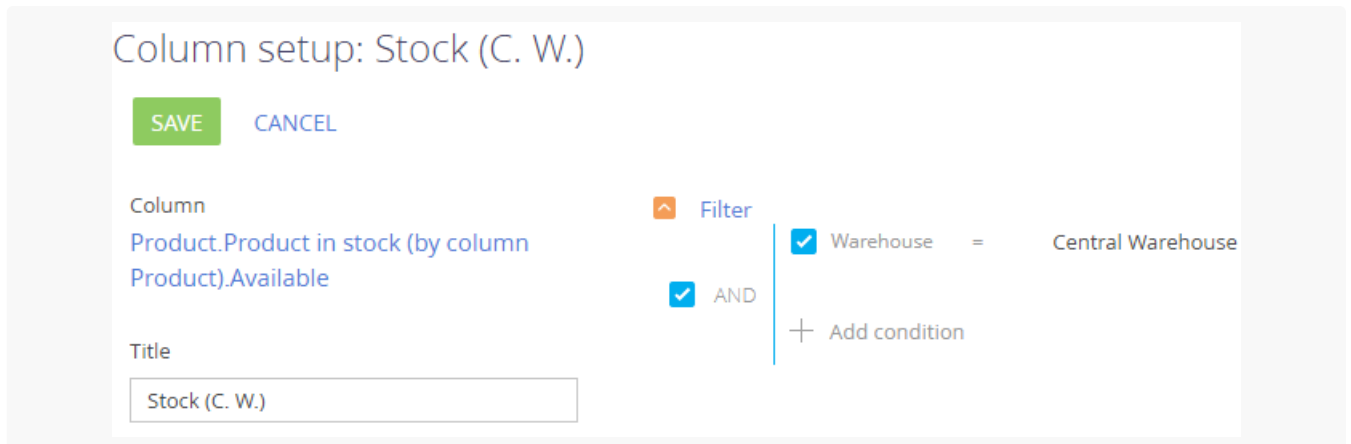 Column setup: Stock (C. W.)
SAVE CANCEL
Column
Product.Product in stock (by column
Product).Available
Title
Stock (C. W.)
Filter
Warehouse = Central Warehouse
AND
Add condition